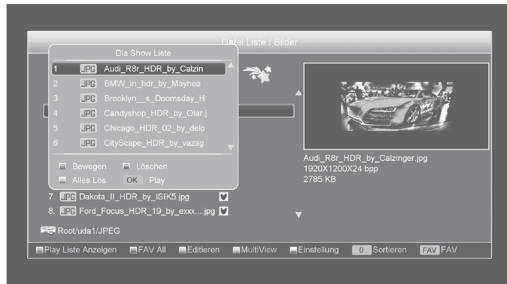 Datei Liste / Bilder
Dia Show Liste
1 JPG Audi_R8r_HDR_by_Calzin
2 JPG BMW_in_hdr_by_Mayhea
3 JPG Brooklyn__s_Doomsday_H
4 JPG Candyshop_HDR_by_Olar.j
5 JPG Chicago_HDR_02_by_delo
6 JPG CityScape_HDR_by_vazag
Bewegen Löschen
Alles Lös OK Play
7. JPG Dakota_II_HDR_by_ISIK5.jpg
8. JPG Ford_Focus_HDR_19_by_exxx....jpg
Audi_R8r_HDR_by_Calzinger.jpg
1920X1200X24 bpp
2785 KB
Root/uda1/JPEG
Play Liste Anzeigen FAV All Editieren MultiView Einstellung 0 Sortieren FAV FAV